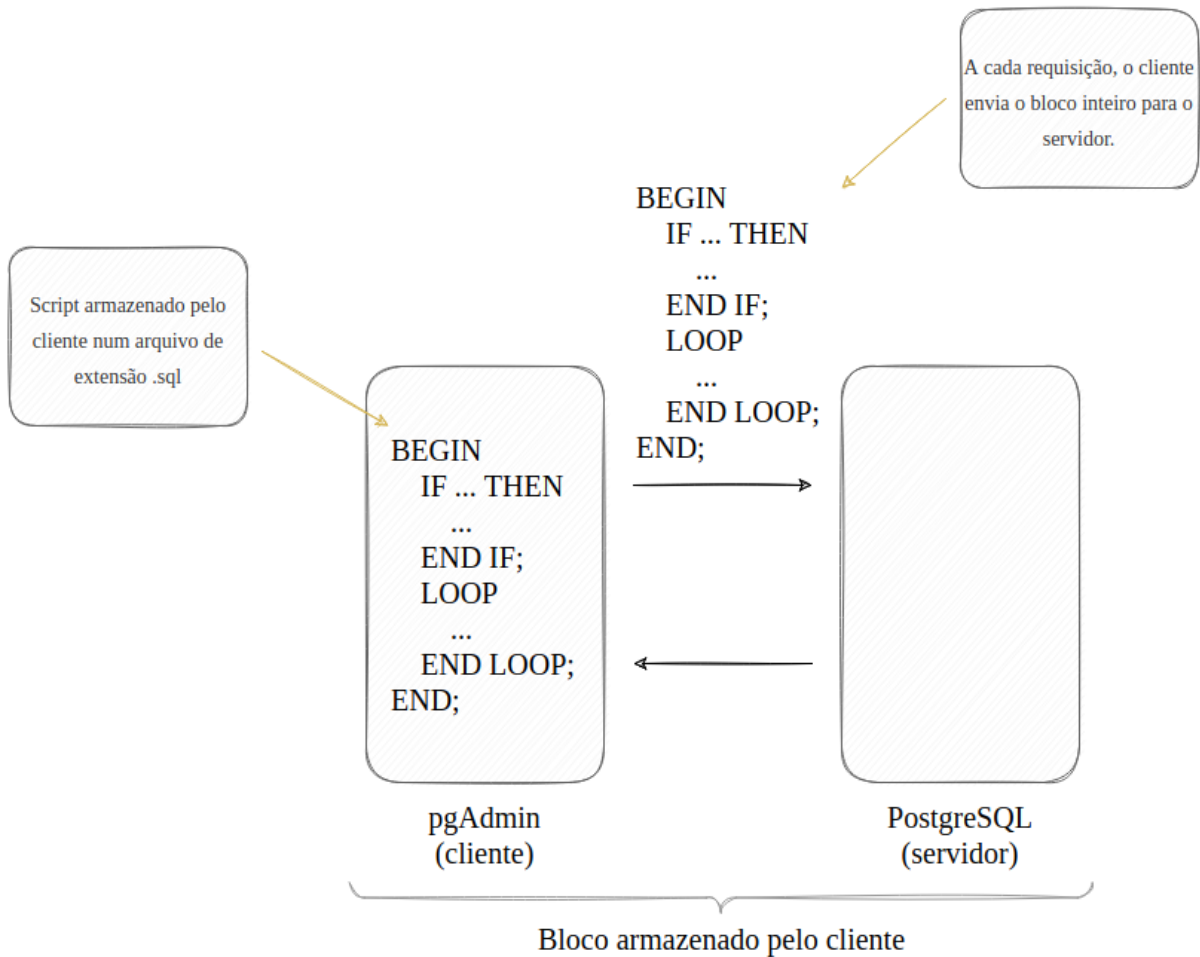 A cada requisição, o cliente
envia o bloco inteiro para o
servidor.
BEGIN
IF ... THEN
...
END IF;
LOOP
...
END LOOP;
END;
Script armazenado pelo
cliente num arquivo de
extensão .sql
BEGIN
IF ... THEN
...
END IF;
LOOP
...
END LOOP;
END;
pgAdmin
(cliente)
PostgreSQL
(servidor)
Bloco armazenado pelo cliente